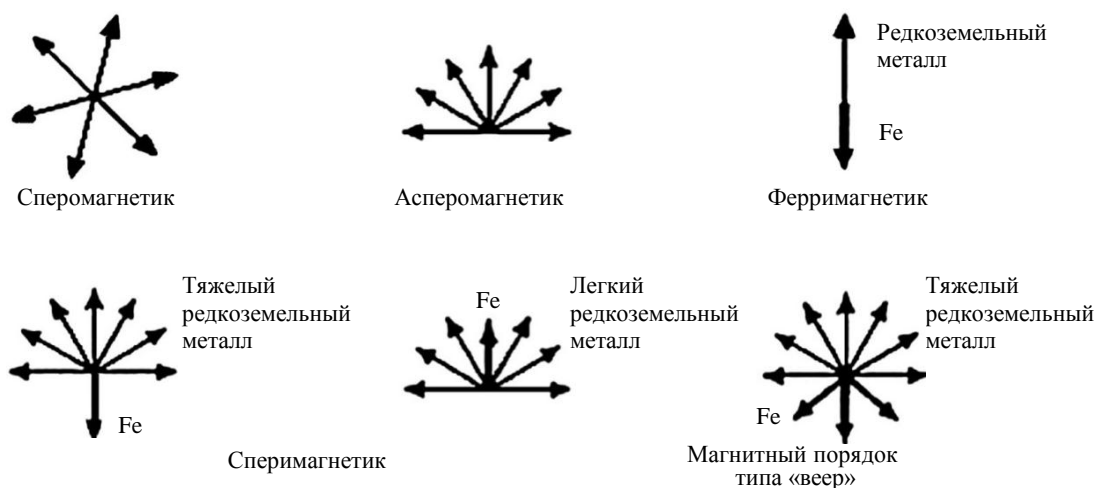 Редкоземельный
металл
Fe
Сперомагнетик
Асперомагнетик
Ферримагнетик
Тяжелый
редкоземельный
металл
Fe
Fe
Легкий
редкоземельный
металл
Тяжелый
редкоземельный
металл
Fe
Сперимагнетик
Магнитный порядок
типа «веер»